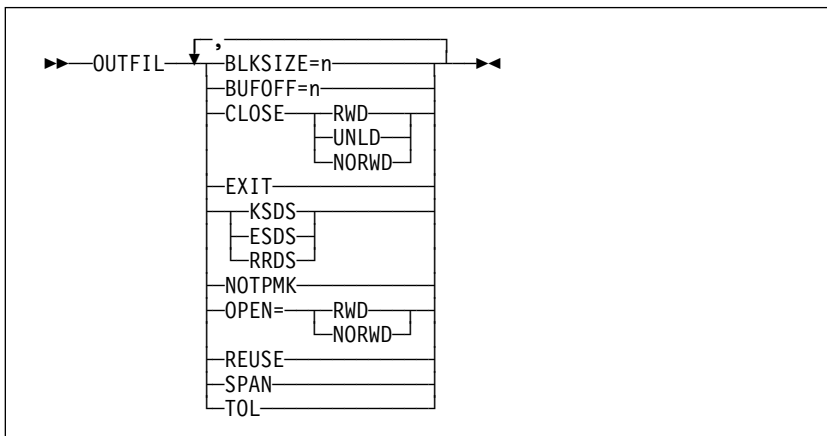 ,
OUTFIL BLKSIZE=n
BUFOFF=n
CLOSE RWD
UNLD
NORWD
EXIT
KSDS
ESDS
RRDS
NOTPMK
OPEN= RWD
NORWD
REUSE
SPAN
TOL